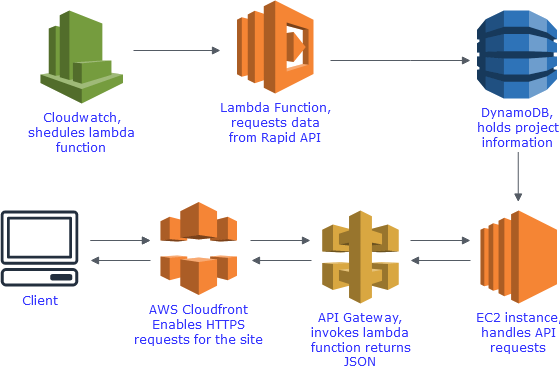 Cloudwatch,
shedules lambda
function
Lambda Function,
requests data
from Rapid API
DynamoDB,
holds project
information
Client
AWS Cloudfront
Enables HTTPS
requests for the site
API Gateway,
invokes lambda
function returns
JSON
EC2 instance,
handles API
requests